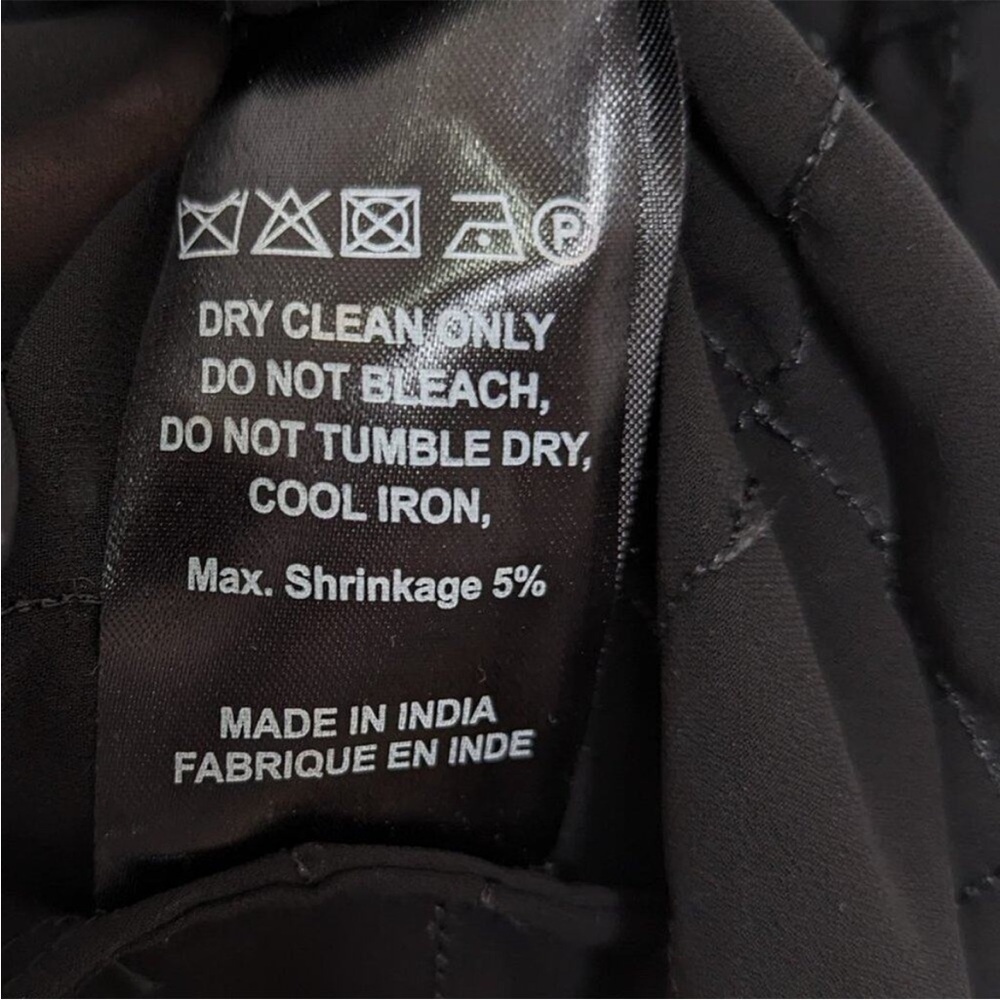 P
DRY CLEAN ONLY
DO NOT BLEACH,
DO NOT TUMBLE DRY,
COOL IRON,
Max. Shrinkage 5%
MADE IN INDIA
FABRIQUE EN INDE